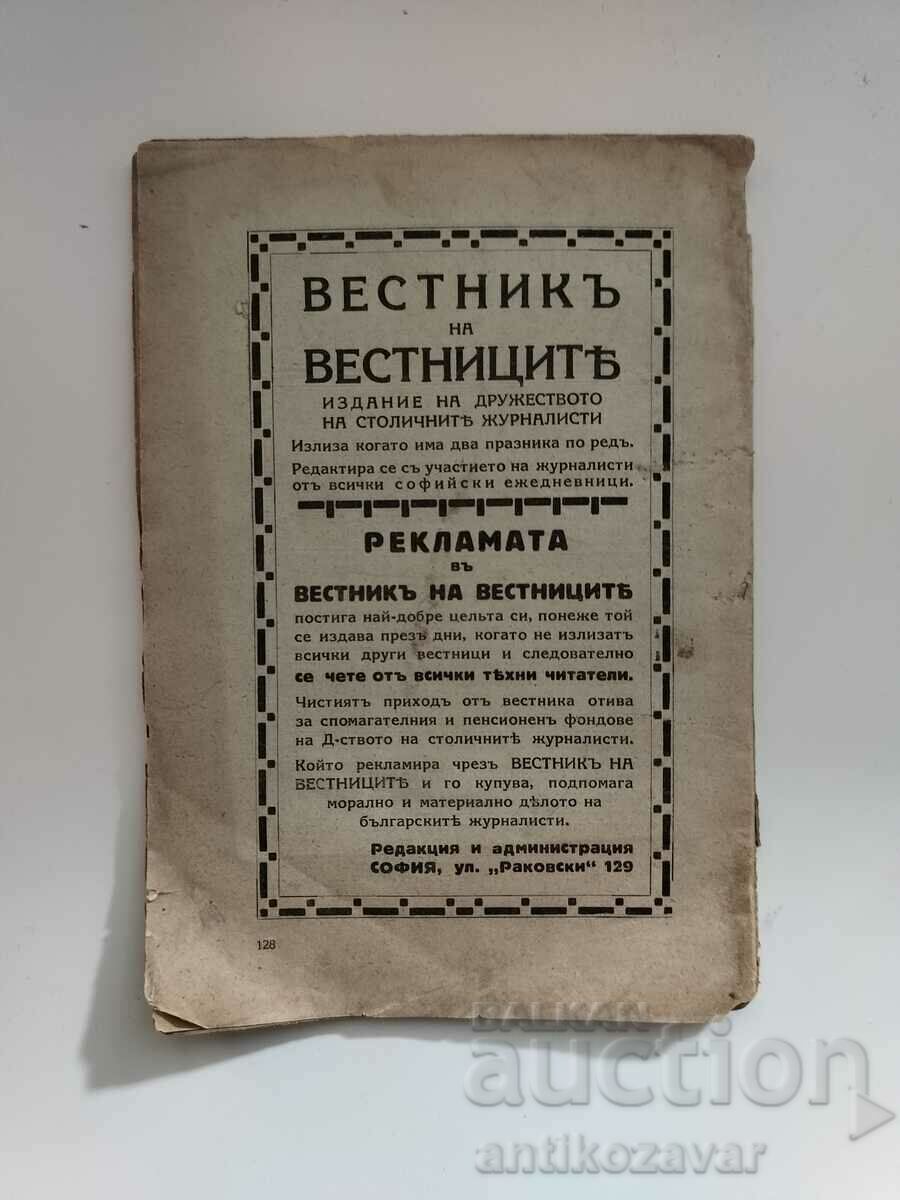 ВЕСТНИКЪ
НА
ВЕСТНИЦИТѢ
ИЗДАНИЕ НА ДРУЖЕСТВОТО
НА СТОЛИЧНИТѢ ЖУРНАЛИСТИ
Излиза когато има два празника по редъ.
Редактира се съ участието на журналисти
отъ всички софийски ежедневници.
РЕКЛАМАТА
въ
ВЕСТНИКЪ НА ВЕСТНИЦИТѢ
постига най-добре цельта си, понеже той
се издава презъ дни, когато не излизатъ
всички други вестници и следователно
се чете отъ всички тѣхни читатели.
Чистиятъ приходъ отъ вестника отива
за спомагателния и пенсионенъ фондове
на Д-ството на столичнитѣ журналисти.
Който рекламира чрезъ ВЕСТНИКЪ НА
ВЕСТНИЦИТѢ и го купува, подпомага
морално и материално дѣлото на
българскитѣ журналисти.
Редакция и администрация
СОФИЯ, ул. „Раковски“ 129
128
BALKAN
auction
antikozavar